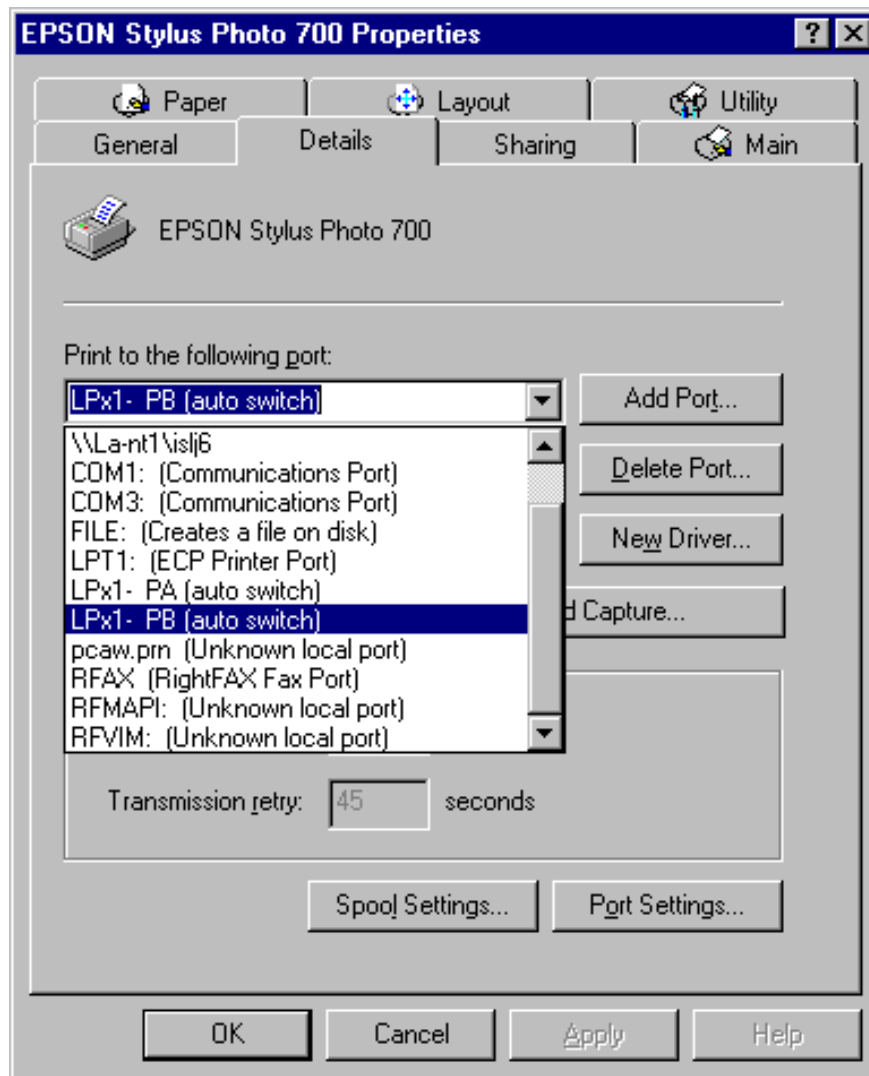 EPSON Stylus Photo 700 Properties
Paper Layout Utility
General Details Sharing Main
EPSON Stylus Photo 700
Print to the following port:
LPx1- PB (auto switch) Add Port...
\\La-nt1\islj6
COM1: (Communications Port) Delete Port...
COM3: (Communications Port)
FILE: (Creates a file on disk) New Driver...
LPT1: (ECP Printer Port)
LPx1- PA (auto switch)
LPx1- PB (auto switch) d Capture...
pcaw.prn (Unknown local port)
RFAX (RightFAX Fax Port)
RFMAPI: (Unknown local port)
RFVIM: (Unknown local port)
Transmission retry: 45 seconds
Spool Settings... Port Settings...
OK Cancel Apply Help